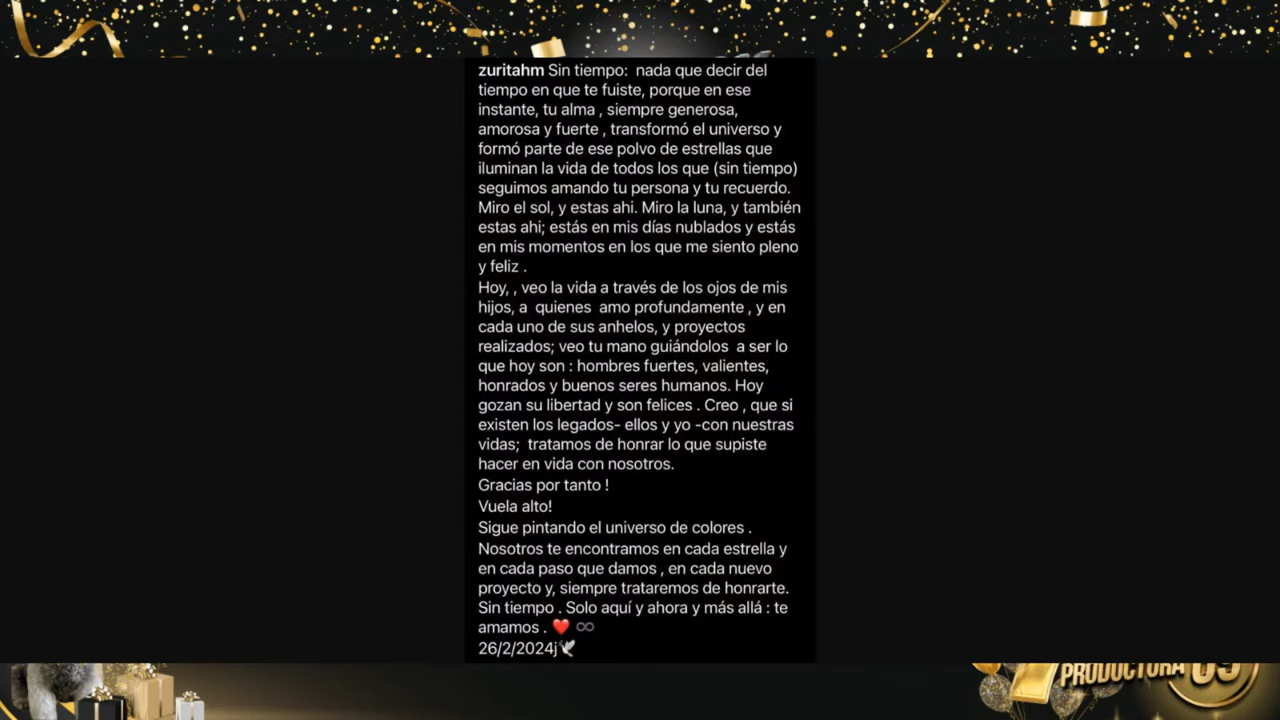 zuritahm Sin tiempo:  nada que decir del
tiempo en que te fuiste, porque en ese
instante, tu alma , siempre generosa,
amorosa y fuerte , transformó el universo y
formó parte de ese polvo de estrellas que
iluminan la vida de todos los que (sin tiempo)
seguimos amando tu persona y tu recuerdo.
Miro el sol, y estas ahi. Miro la luna, y también
estas ahi; estás en mis días nublados y estás
en mis momentos en los que me siento pleno
y feliz .
Hoy, , veo la vida a través de los ojos de mis
hijos, a  quienes  amo profundamente , y en
cada uno de sus anhelos, y proyectos
realizados; veo tu mano guiándolos  a ser lo
que hoy son : hombres fuertes, valientes,
honrados y buenos seres humanos. Hoy
gozan su libertad y son felices . Creo , que si
existen los legados- ellos y yo -con nuestras
vidas;  tratamos de honrar lo que supiste
hacer en vida con nosotros.
Gracias por tanto !
Vuela alto!
Sigue pintando el universo de colores .
Nosotros te encontramos en cada estrella y
en cada paso que damos , en cada nuevo
proyecto y, siempre trataremos de honrarte.
Sin tiempo . Solo aquí y ahora y más allá : te
amamos . ❤️ ♾
26/2/2024j🕊
PRODUCTORA 69